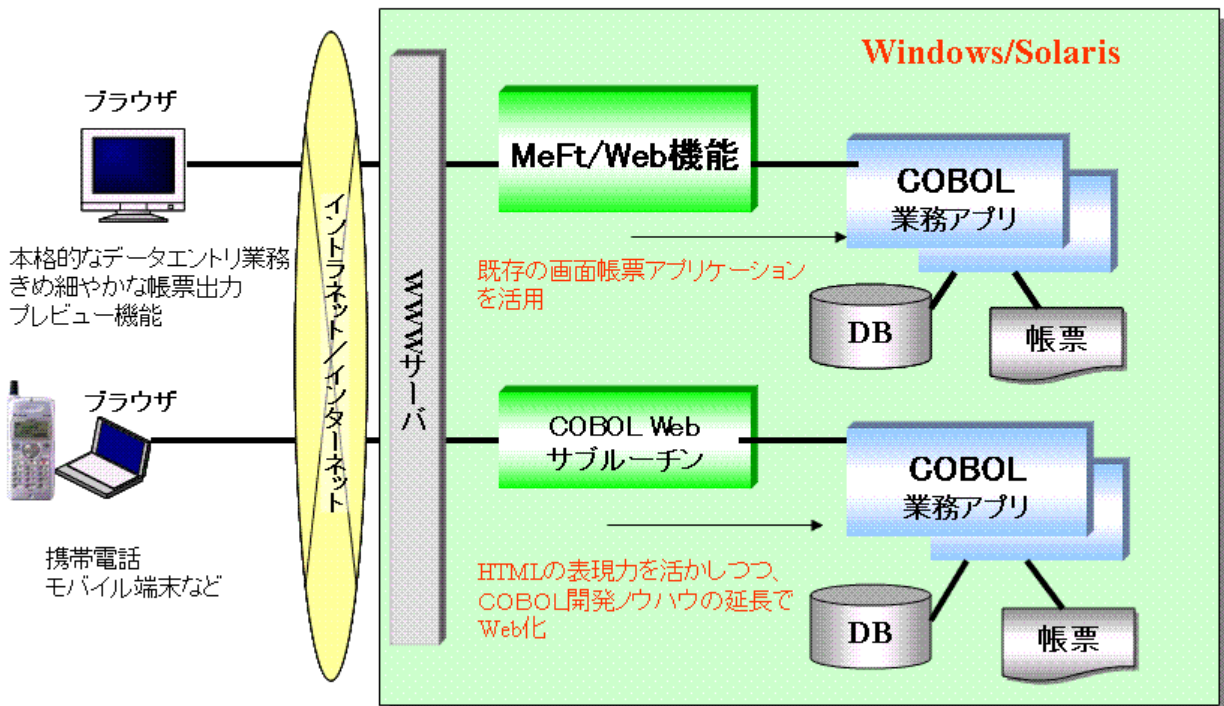 Windows/Solaris
ブラウザ
本格的なデータエントリ業務
きめ細やかな帳票出力
プレビュー機能
ブラウザ
携帯電話
モバイル端末など
イントラネット/インターネット
WWWサーバ
MeFt/Web機能
COBOL
業務アプリ
既存の画面帳票アプリケーション
を活用
DB
帳票
COBOL Web
サブルーチン
COBOL
業務アプリ
HTMLの表現力を活かしつつ、
COBOL開発ノウハウの延長で
Web化
DB
帳票